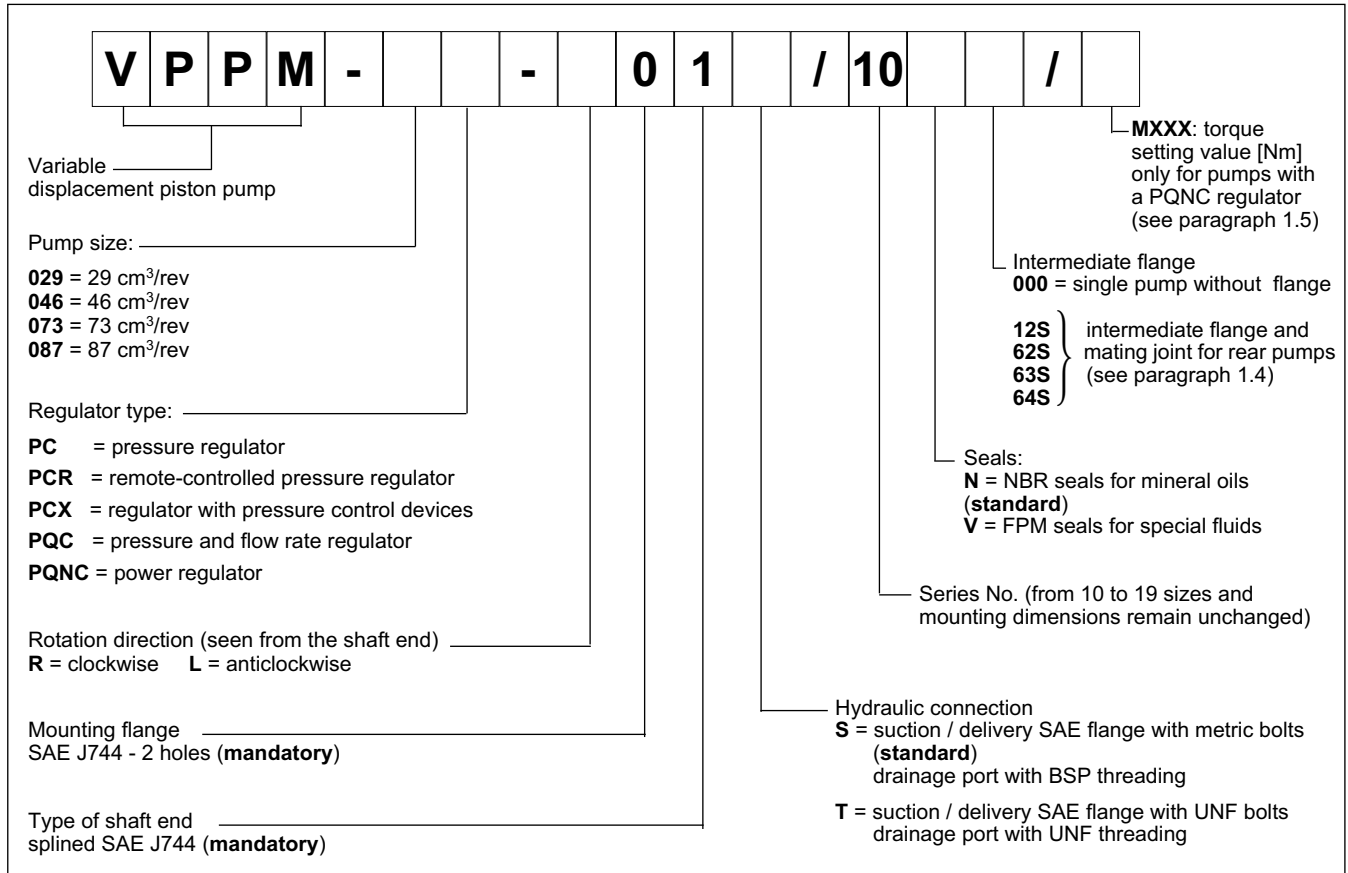 V P P M - - 0 1 / 10 /
Variable
displacement piston pump
Pump size:
029 = 29 cm³/rev
046 = 46 cm³/rev
073 = 73 cm³/rev
087 = 87 cm³/rev
Regulator type:
PC = pressure regulator
PCR = remote-controlled pressure regulator
PCX = regulator with pressure control devices
PQC = pressure and flow rate regulator
PQNC = power regulator
Rotation direction (seen from the shaft end)
R = clockwise L = anticlockwise
Mounting flange
SAE J744 - 2 holes (mandatory)
Type of shaft end
splined SAE J744 (mandatory)
MXXX: torque
setting value [Nm]
only for pumps with
a PQNC regulator
(see paragraph 1.5)
Intermediate flange
000 = single pump without flange
12S
62S
63S
64S
intermediate flange and
mating joint for rear pumps
(see paragraph 1.4)
Seals:
N = NBR seals for mineral oils
(standard)
V = FPM seals for special fluids
Series No. (from 10 to 19 sizes and
mounting dimensions remain unchanged)
Hydraulic connection
S = suction / delivery SAE flange with metric bolts
(standard)
drainage port with BSP threading
T = suction / delivery SAE flange with UNF bolts
drainage port with UNF threading